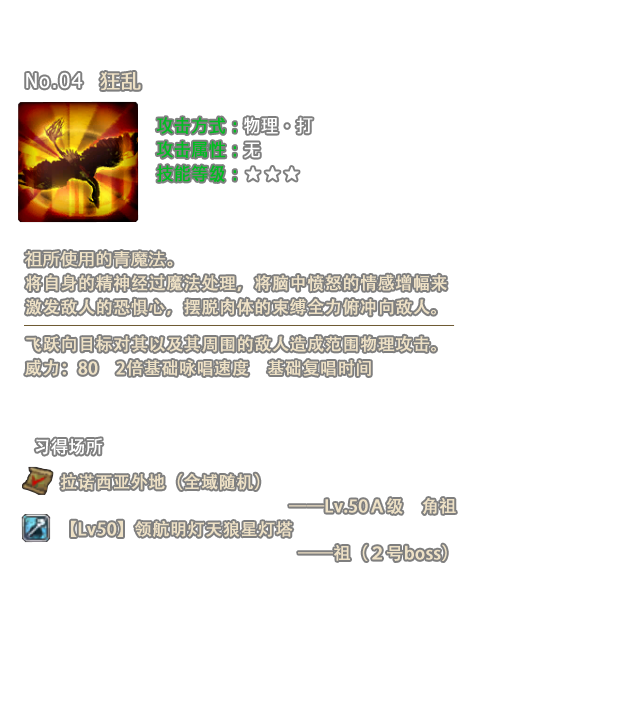 No.04 狂乱
攻击方式：物理・打
攻击属性：无
技能等级：☆☆☆
祖所使用的青魔法。
将自身的精神经过魔法处理，将脑中愤怒的情感增幅来
激发敌人的恐惧心，摆脱肉体的束缚全力俯冲向敌人。
飞跃向目标对其以及其周围的敌人造成范围物理攻击。
威力：80 2倍基础咏唱速度 基础复唱时间
习得场所
拉诺西亚外地（全域随机）
——Lv.50Ａ级 角祖
【Lv50】领航明灯天狼星灯塔
——祖（２号boss）